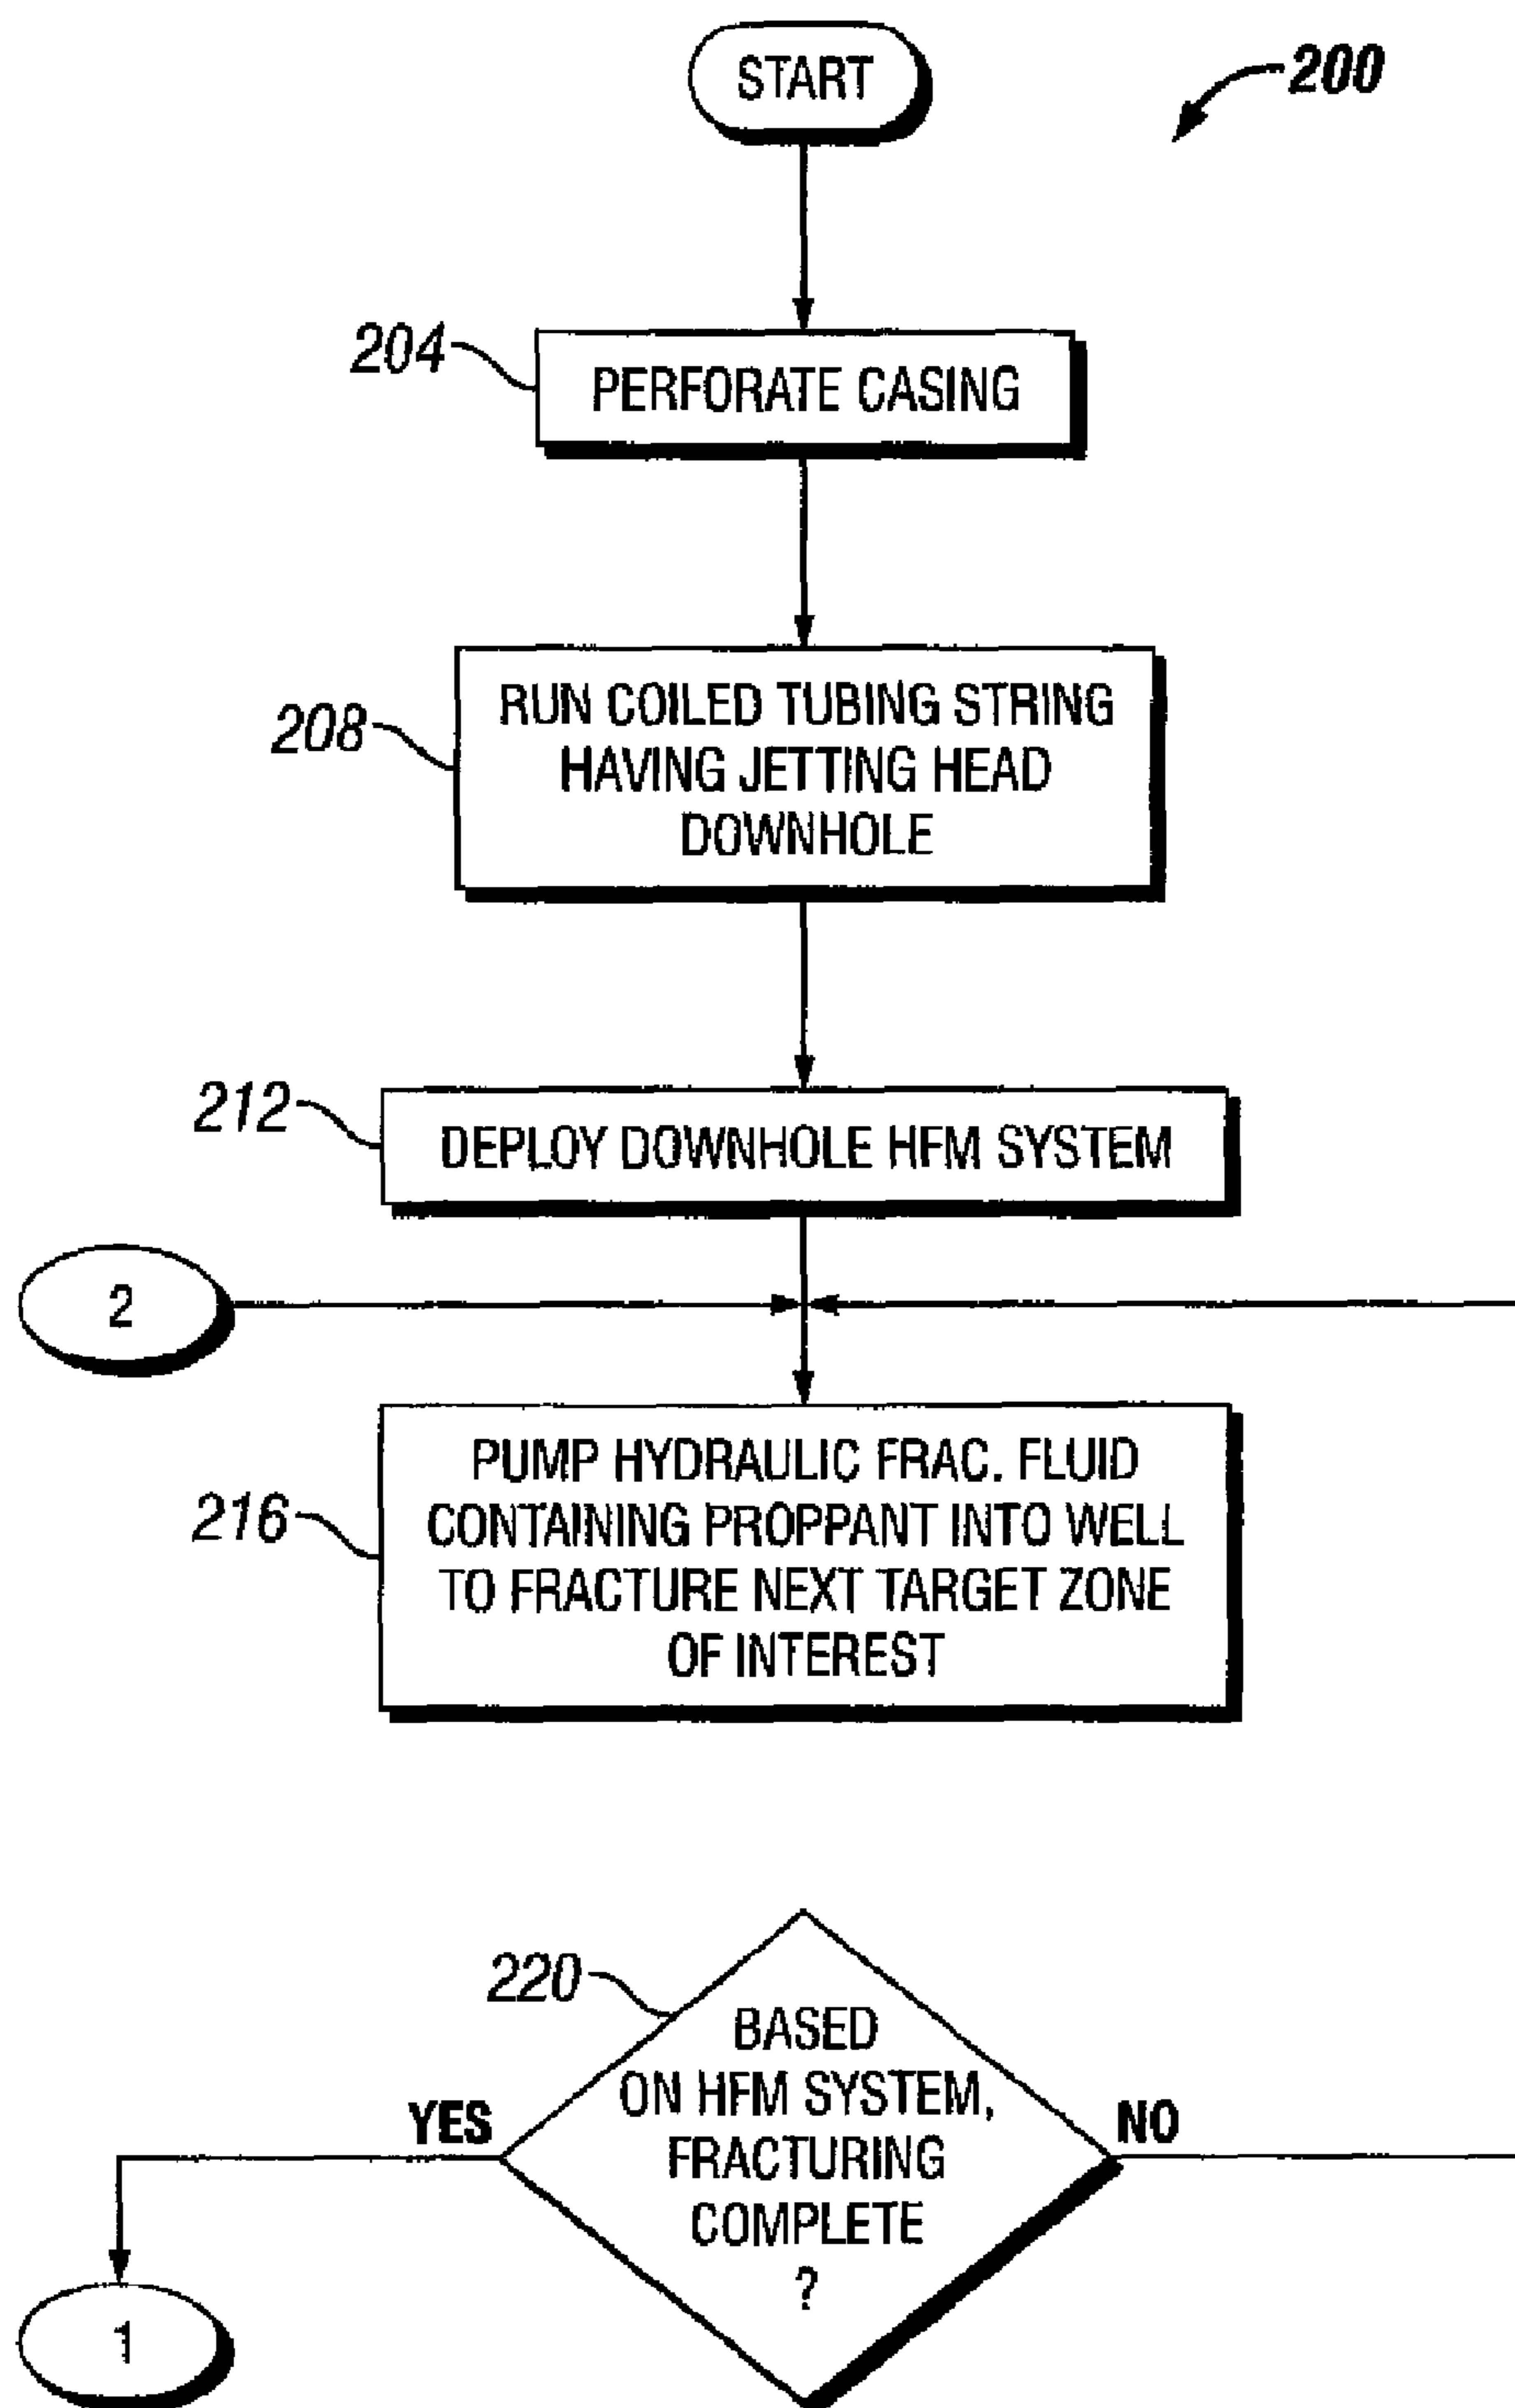 START
200
204
PERFORATE CASING
208
RUN COILED TUBING STRING
HAVING JETTING HEAD
DOWNHOLE
212
DEPLOY DOWNHOLE HFM SYSTEM
2
216
PUMP HYDRAULIC FRAC. FLUID
CONTAINING PROPPANT INTO WELL
TO FRACTURE NEXT TARGET ZONE
OF INTEREST
220
BASED
ON HFM SYSTEM,
FRACTURING
COMPLETE
?
YES
NO
1